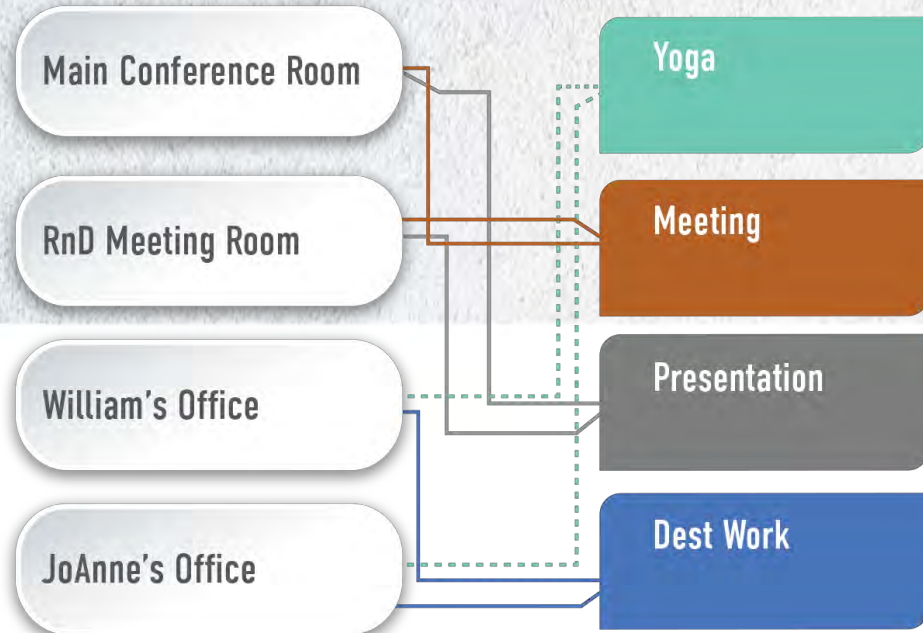 Main Conference Room
RnD Meeting Room
William's Office
JoAnne's Office
Yoga
Meeting
Presentation
Dest Work